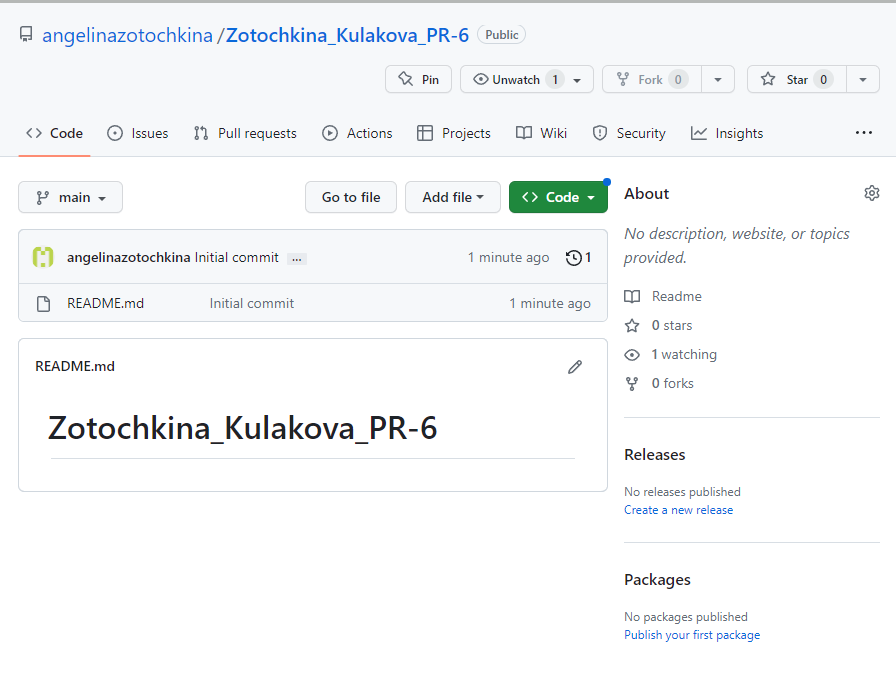 angelinazotochkina / Zotochkina_Kulakova_PR-6 Public
Pin Unwatch 1 Fork 0 Star 0
Code Issues Pull requests Actions Projects Wiki Security Insights ...
main Go to file Add file Code
angelinazotochkina Initial commit ... 1 minute ago 1
README.md Initial commit 1 minute ago
README.md
Zotochkina_Kulakova_PR-6
About
No description, website, or topics
provided.
Readme
0 stars
1 watching
0 forks
Releases
No releases published
Create a new release
Packages
No packages published
Publish your first package